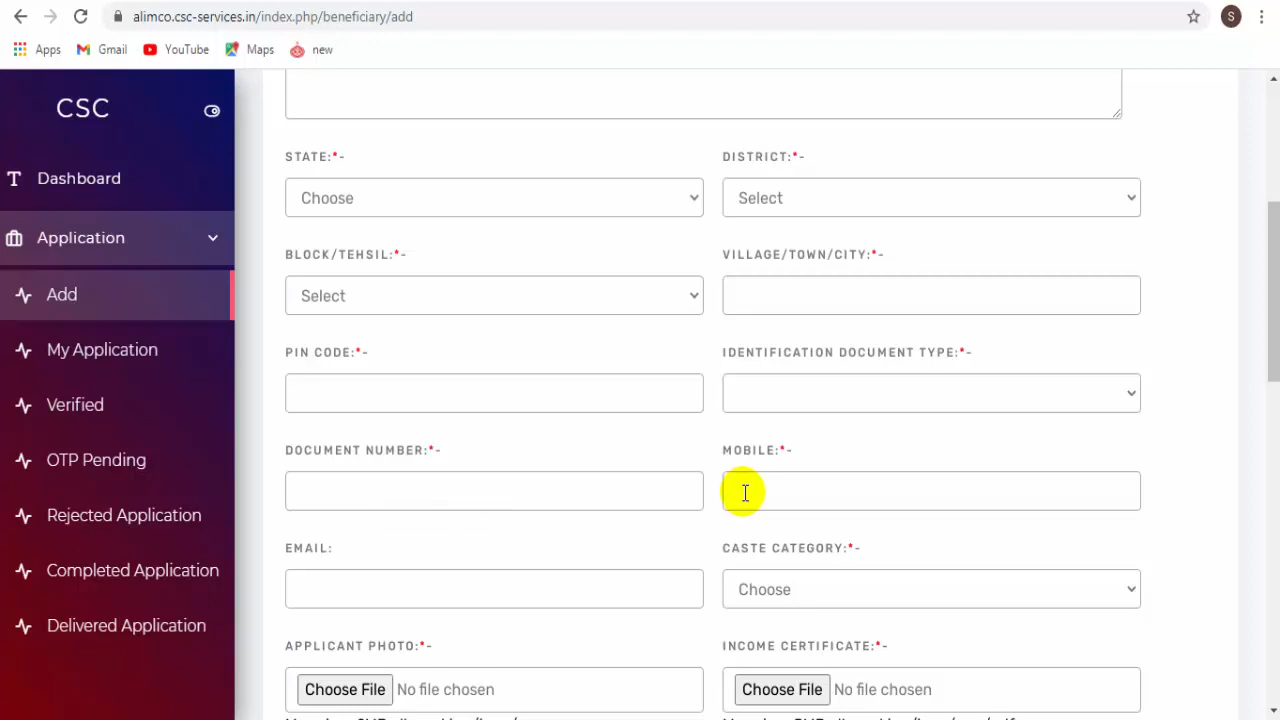 alimco.csc-services.in/index.php/beneficiary/add
S
Apps Gmail YouTube Maps new
CSC
Dashboard
Application
Add
My Application
Verified
OTP Pending
Rejected Application
Completed Application
Delivered Application
STATE:*- DISTRICT:*-
Choose Select
BLOCK/TEHSIL:*- VILLAGE/TOWN/CITY:*-
Select
PIN CODE:*- IDENTIFICATION DOCUMENT TYPE:*-
DOCUMENT NUMBER:*- MOBILE:*-
EMAIL: CASTE CATEGORY:*-
Choose
APPLICANT PHOTO:*- INCOME CERTIFICATE:*-
Choose File No file chosen Choose File No file chosen